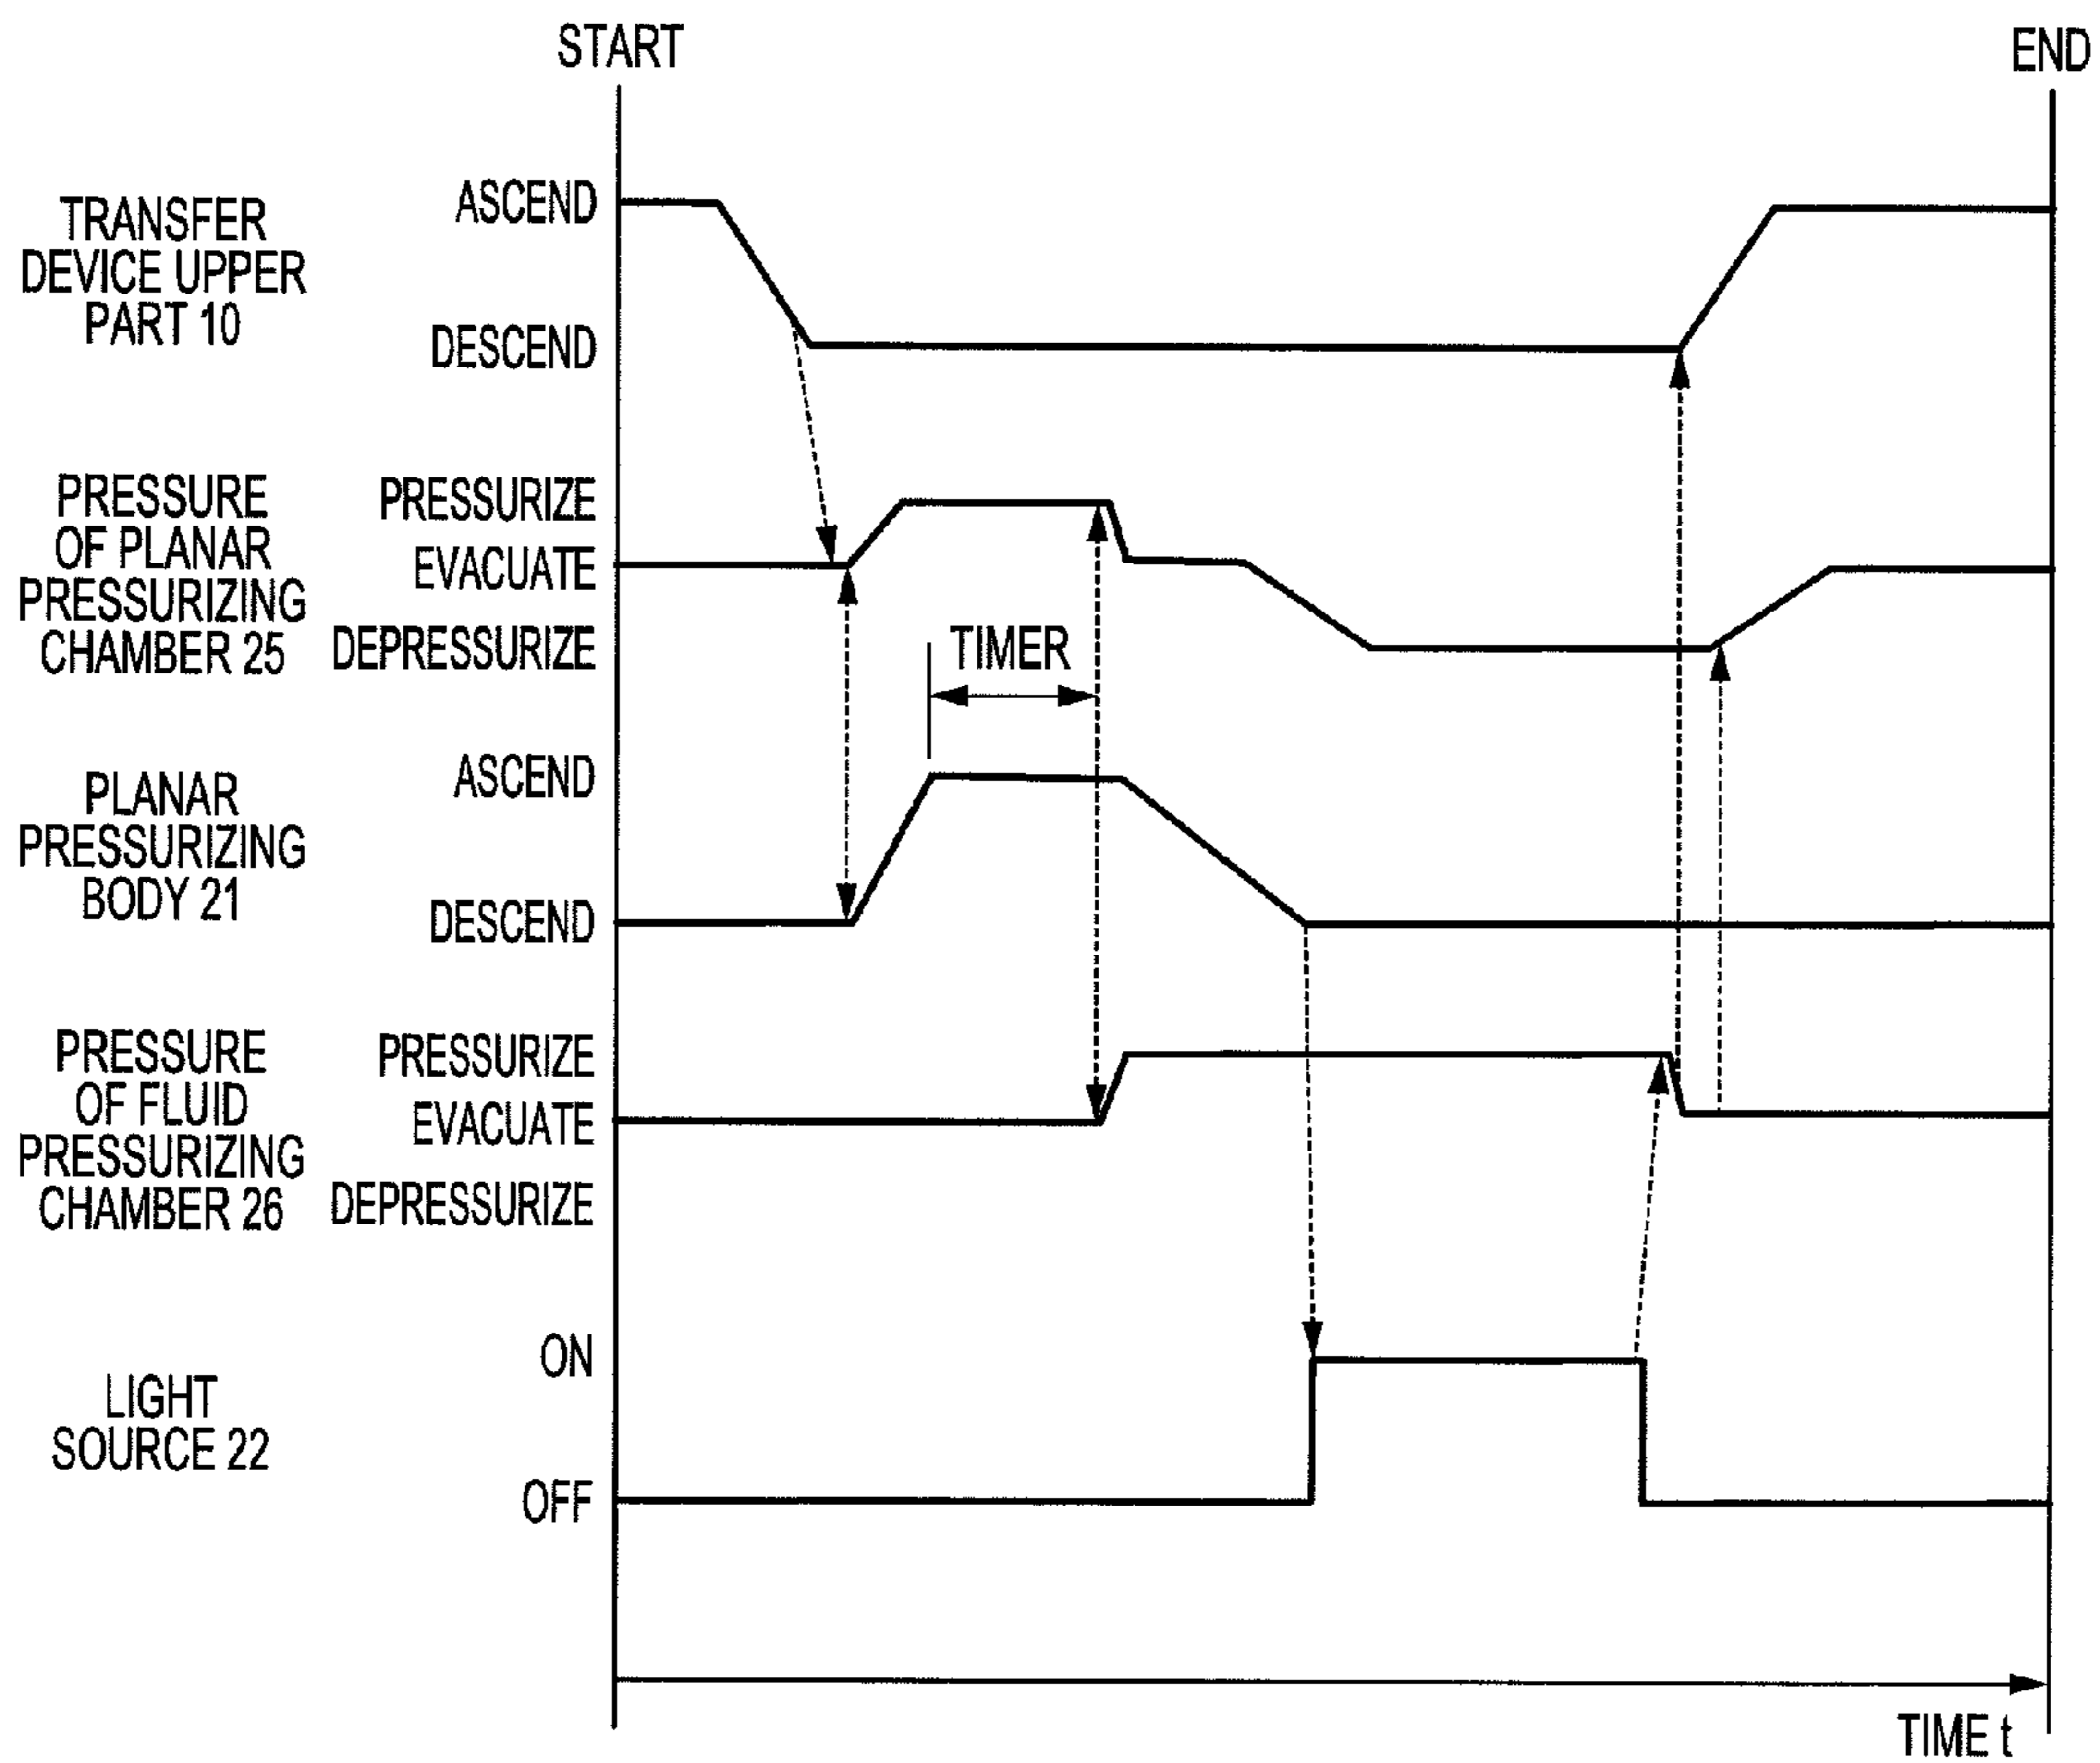 START
END
TRANSFER
DEVICE UPPER
PART 10
ASCEND
DESCEND
PRESSURE
OF PLANAR
PRESSURIZING
CHAMBER 25
PRESSURIZE
EVACUATE
DEPRESSURIZE
TIMER
PLANAR
PRESSURIZING
BODY 21
ASCEND
DESCEND
PRESSURE
OF FLUID
PRESSURIZING
CHAMBER 26
PRESSURIZE
EVACUATE
DEPRESSURIZE
LIGHT
SOURCE 22
ON
OFF
TIME t